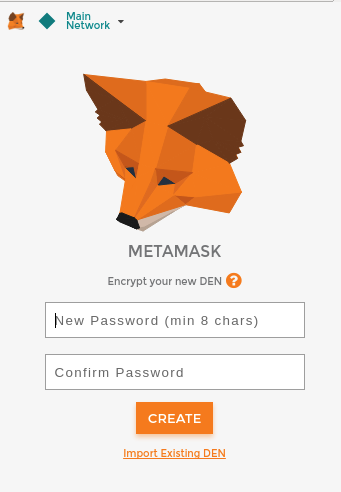 Main
Network
METAMASK
Encrypt your new DEN ?
New Password (min 8 chars)
Confirm Password
CREATE
Import Existing DEN